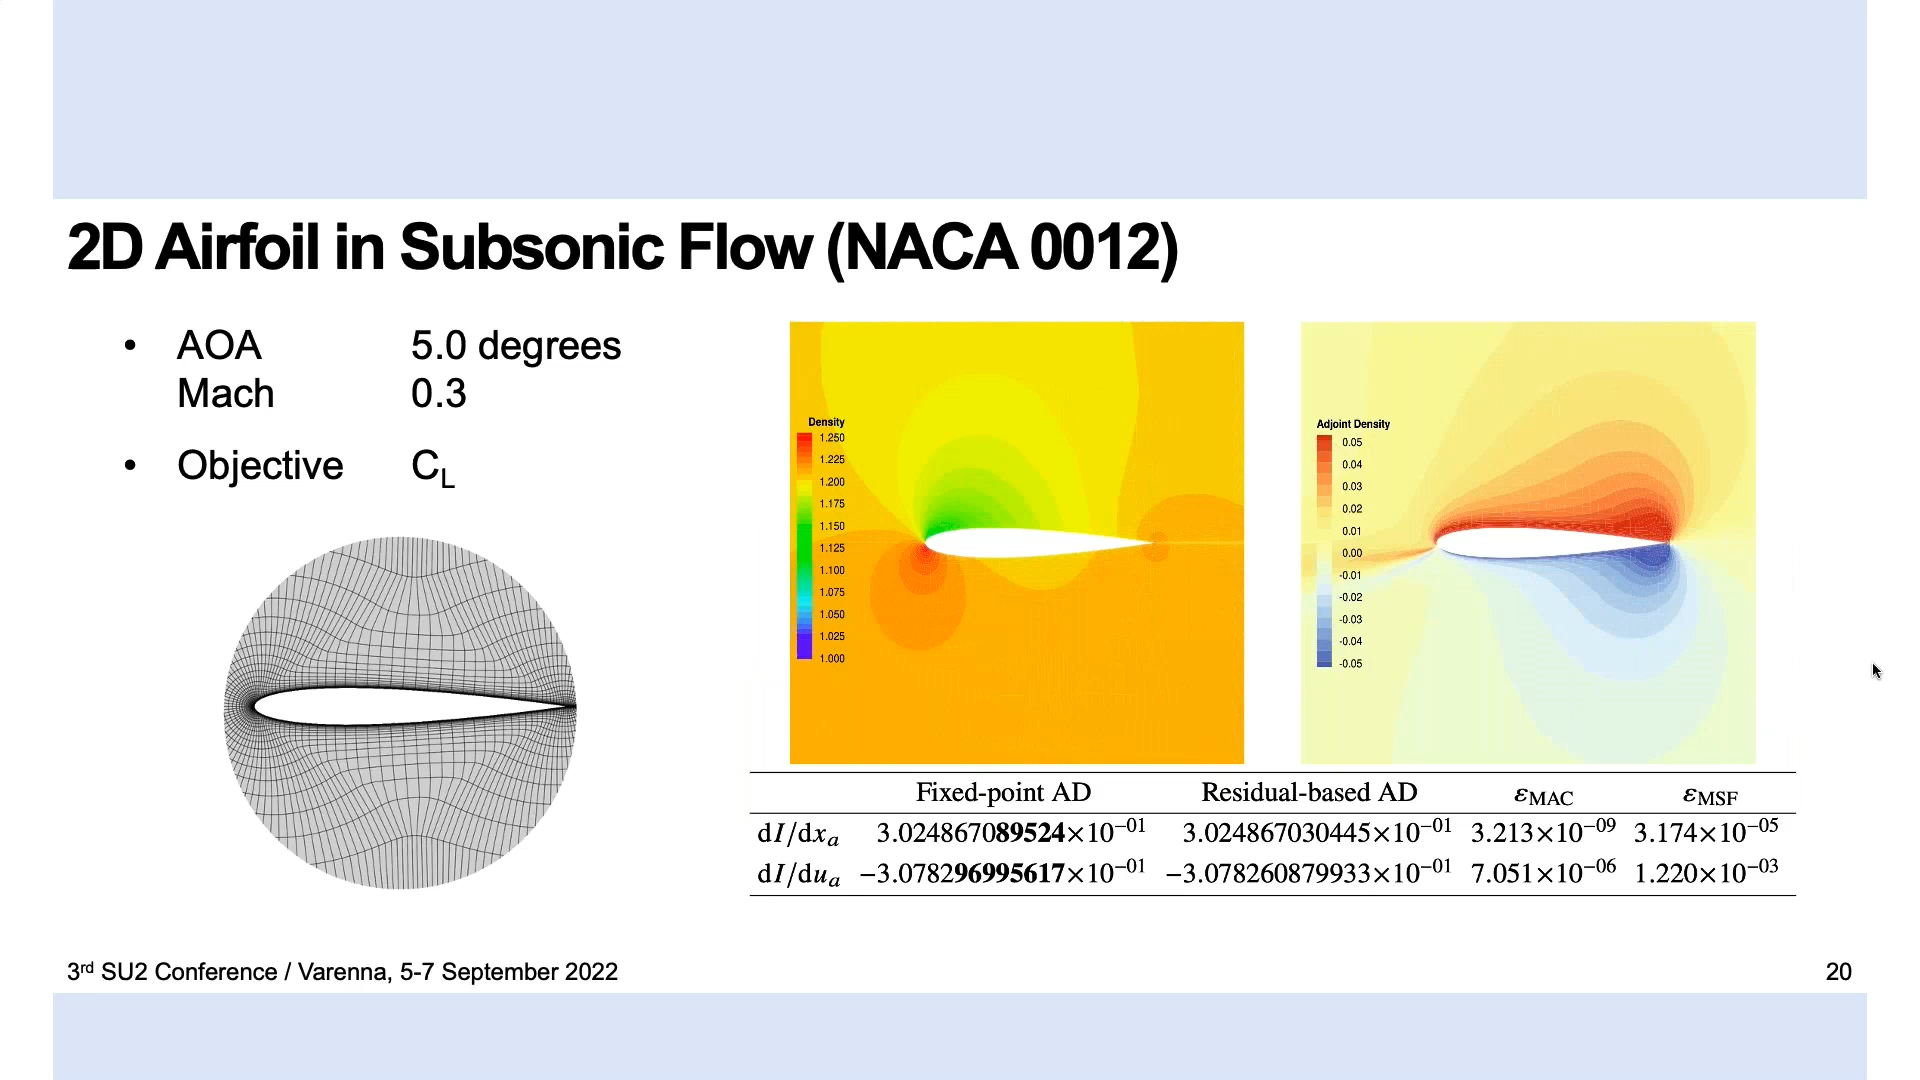 2D Airfoil in Subsonic Flow (NACA 0012)
• AOA 5.0 degrees
Mach 0.3
• Objective C_L
Density
1.250
1.225
1.200
1.175
1.150
1.125
1.100
1.075
1.050
1.025
1.000
Adjoint Density
0.05
0.04
0.03
0.02
0.01
0.00
-0.01
-0.02
-0.03
-0.04
-0.05
Fixed-point AD Residual-based AD ε_MAC ε_MSF
dI/dx_a 3.024867089524×10^−01 3.024867030445×10^−01 3.213×10^−09 3.174×10^−05
dI/du_a −3.078296995617×10^−01 −3.078260879933×10^−01 7.051×10^−06 1.220×10^−03
3rd SU2 Conference / Varenna, 5-7 September 2022
20